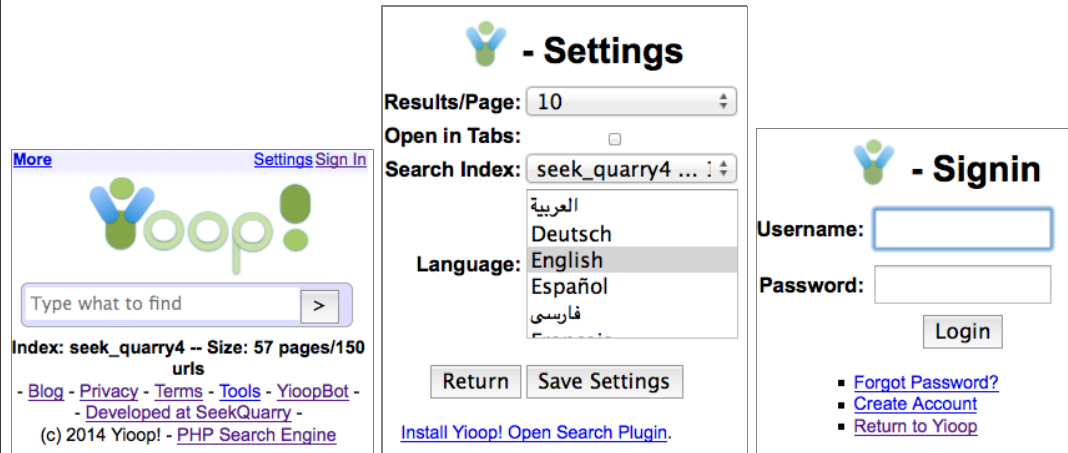 More Settings Sign In
Yioop!
Type what to find >
Index: seek_quarry4 -- Size: 57 pages/150
urls
- Blog - Privacy - Terms - Tools - YioopBot -
- Developed at SeekQuarry -
(c) 2014 Yioop! - PHP Search Engine
- Settings
Results/Page: 10
Open in Tabs:
Search Index: seek_quarry4 ... 1
العربية
Deutsch
Language: English
Español
فارسی
Return Save Settings
Install Yioop! Open Search Plugin.
- Signin
Username:
Password:
Login
Forgot Password?
Create Account
Return to Yioop